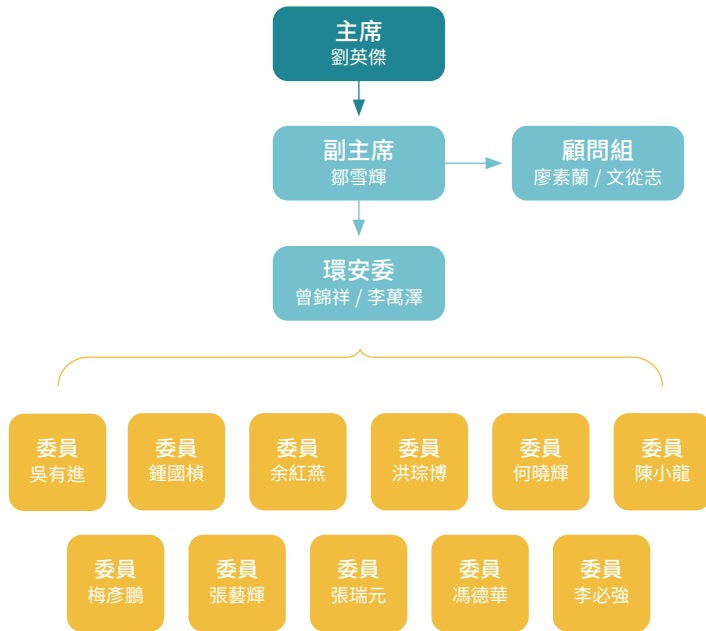 主席
劉英傑
副主席
鄒雪輝
顧問組
廖素蘭 / 文從志
環安委
曾錦祥 / 李萬澤
委員
吳有進
委員
鍾國楨
委員
余紅燕
委員
洪琮博
委員
何曉輝
委員
陳小龍
委員
梅彥鵬
委員
張藝輝
委員
張瑞元
委員
馮德華
委員
李必強